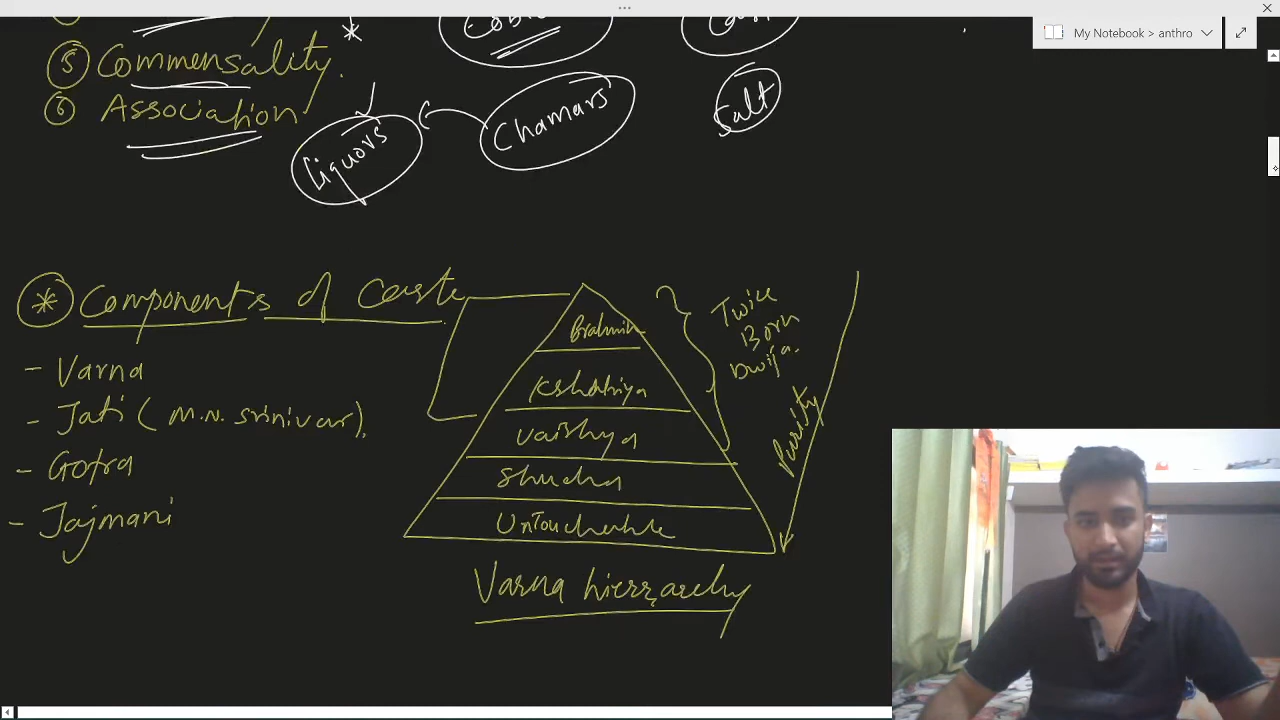 My Notebook > anthro
⑤ Commensality.
*
⑥ Association
Liquors
Chamars
Salt
* Components of Caste
- Varna
- Jati (M.N. Srinivas).
- Gotra
- Jajmani
Brahmin
Kshatriya
Vaishya
Shudra
Untouchable
Varna hierarchy
Twice
Born
Dwija.
Purity